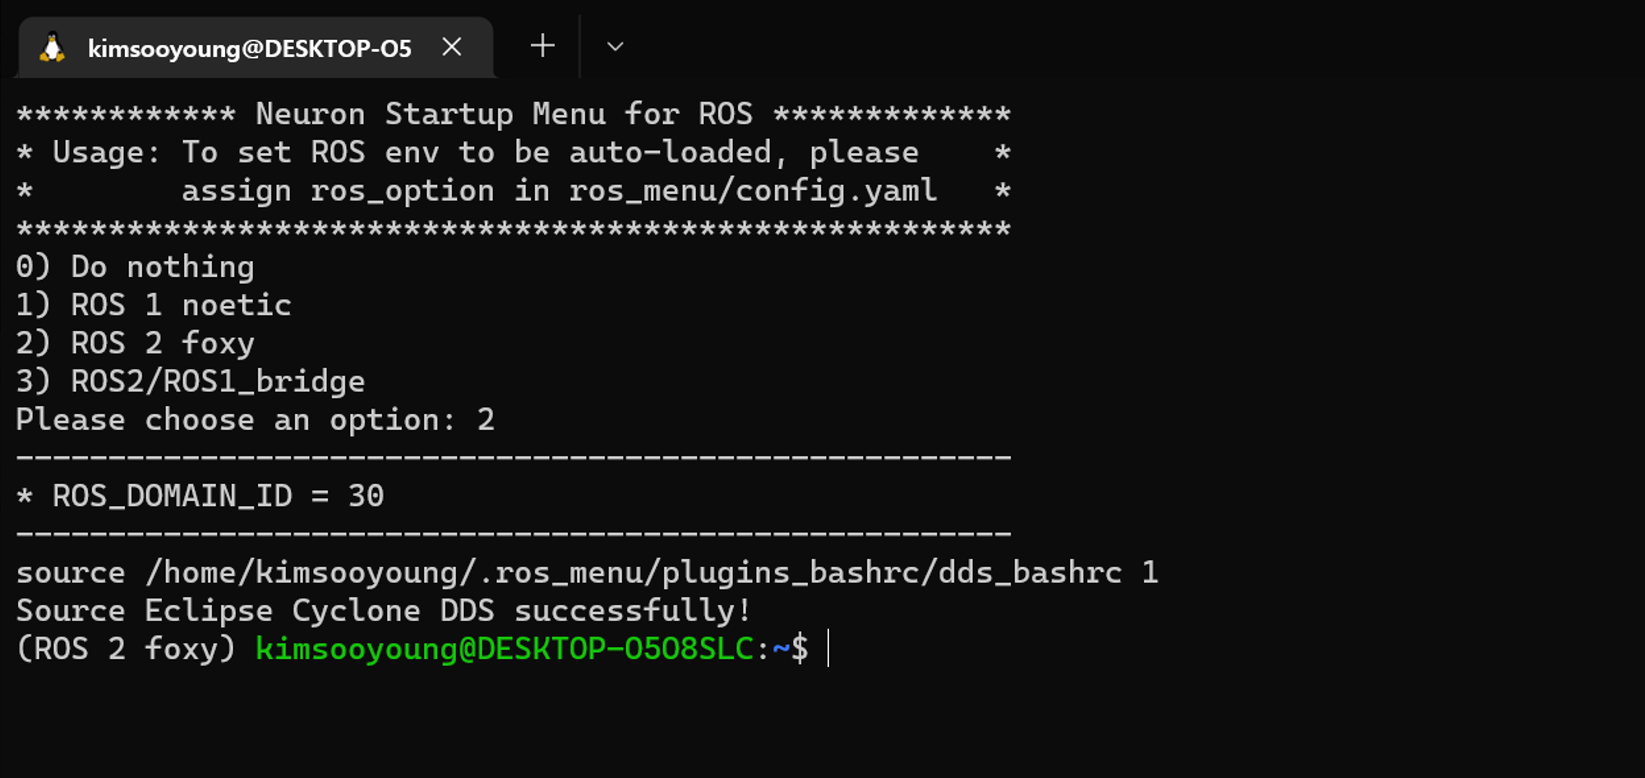 kimsooyoung@DESKTOP-O5
************ Neuron Startup Menu for ROS *************
* Usage: To set ROS env to be auto-loaded, please    *
*        assign ros_option in ros_menu/config.yaml   *
******************************************************
0) Do nothing
1) ROS 1 noetic
2) ROS 2 foxy
3) ROS2/ROS1_bridge
Please choose an option: 2
------------------------------------------------------
* ROS_DOMAIN_ID = 30
------------------------------------------------------
source /home/kimsooyoung/.ros_menu/plugins_bashrc/dds_bashrc 1
Source Eclipse Cyclone DDS successfully!
(ROS 2 foxy) kimsooyoung@DESKTOP-O5O8SLC:~$